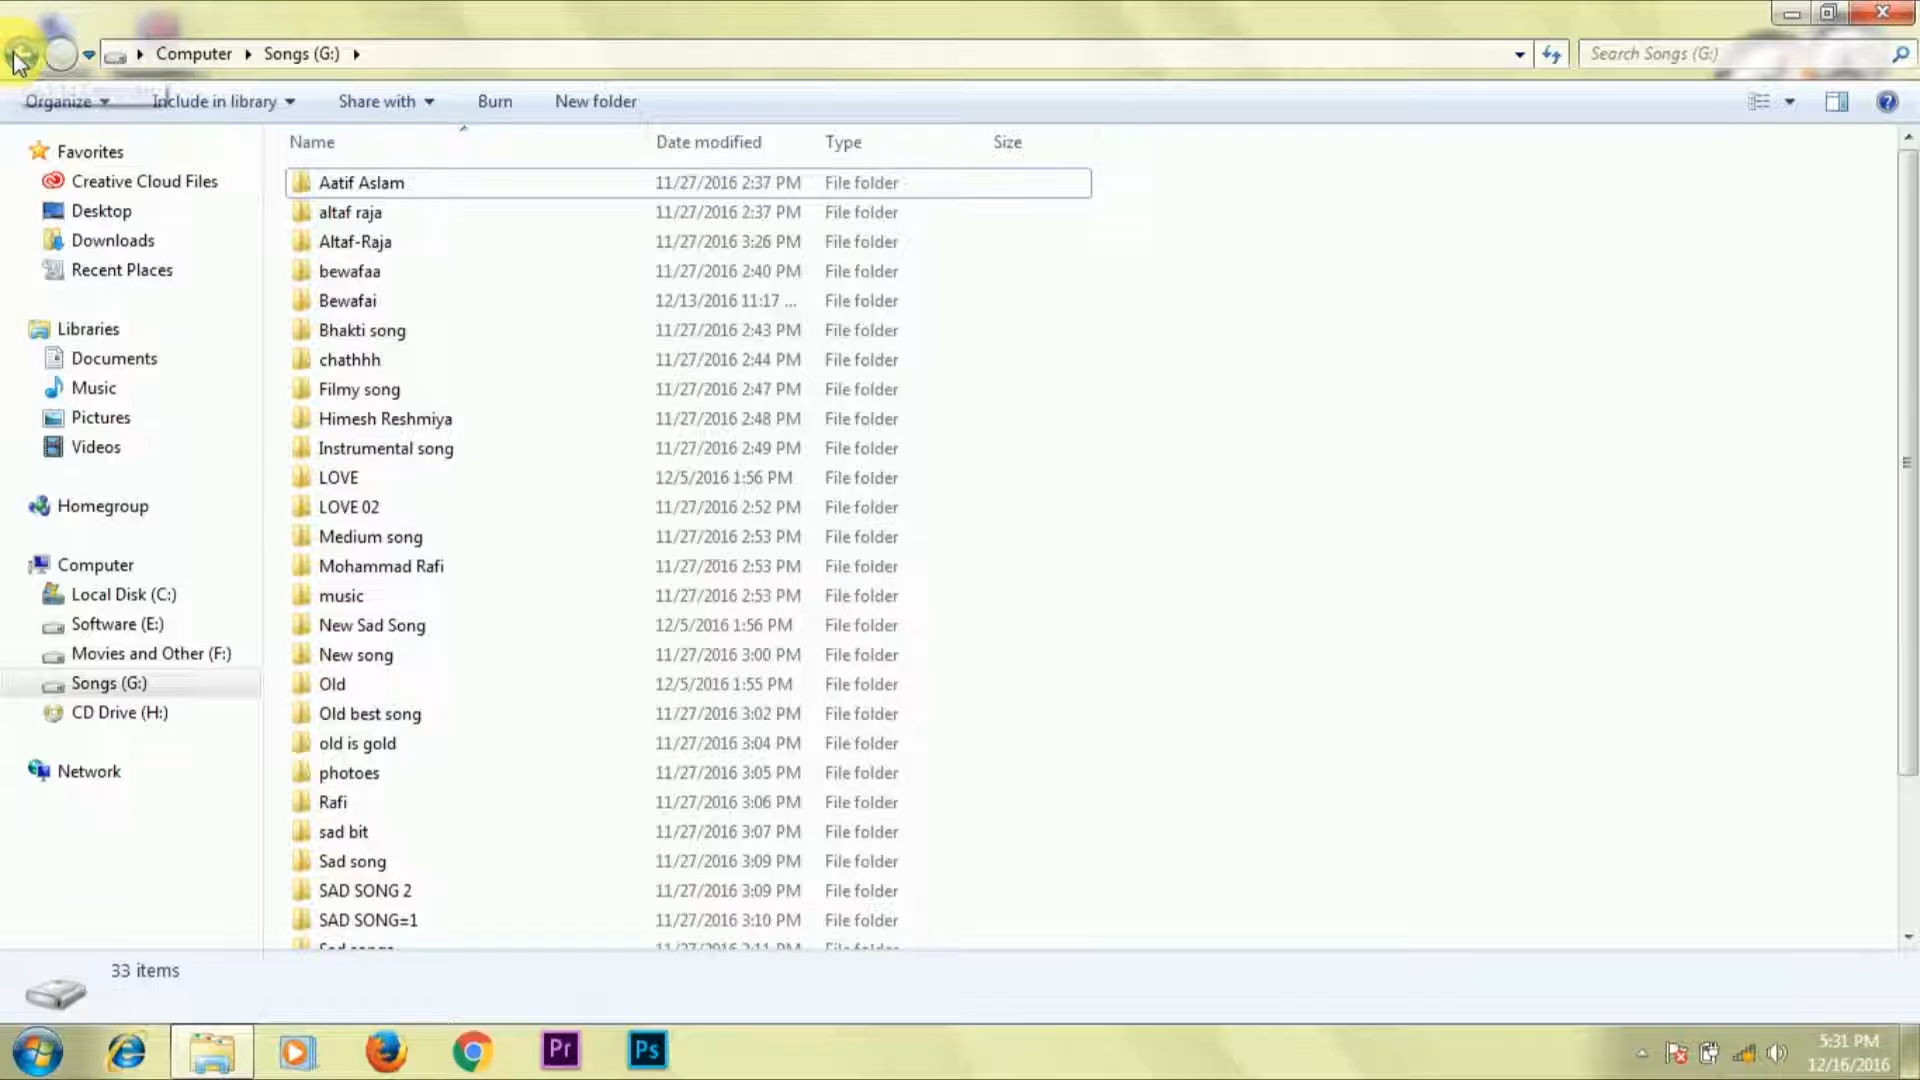 Computer Songs (G:)
Search Songs (G:)
Organize Include in library Share with Burn New folder
Name Date modified Type Size
Favorites
Creative Cloud Files
Desktop
Downloads
Recent Places
Libraries
Documents
Music
Pictures
Videos
Homegroup
Computer
Local Disk (C:)
Software (E:)
Movies and Other (F:)
Songs (G:)
CD Drive (H:)
Network
Aatif Aslam 11/27/2016 2:37 PM File folder
altaf raja 11/27/2016 2:37 PM File folder
Altaf-Raja 11/27/2016 3:26 PM File folder
bewafaa 11/27/2016 2:40 PM File folder
Bewafai 12/13/2016 11:17 ... File folder
Bhakti song 11/27/2016 2:43 PM File folder
chathhh 11/27/2016 2:44 PM File folder
Filmy song 11/27/2016 2:47 PM File folder
Himesh Reshmiya 11/27/2016 2:48 PM File folder
Instrumental song 11/27/2016 2:49 PM File folder
LOVE 12/5/2016 1:56 PM File folder
LOVE 02 11/27/2016 2:52 PM File folder
Medium song 11/27/2016 2:53 PM File folder
Mohammad Rafi 11/27/2016 2:53 PM File folder
music 11/27/2016 2:53 PM File folder
New Sad Song 12/5/2016 1:56 PM File folder
New song 11/27/2016 3:00 PM File folder
Old 12/5/2016 1:55 PM File folder
Old best song 11/27/2016 3:02 PM File folder
old is gold 11/27/2016 3:04 PM File folder
photoes 11/27/2016 3:05 PM File folder
Rafi 11/27/2016 3:06 PM File folder
sad bit 11/27/2016 3:07 PM File folder
Sad song 11/27/2016 3:09 PM File folder
SAD SONG 2 11/27/2016 3:09 PM File folder
SAD SONG=1 11/27/2016 3:10 PM File folder
33 items
Pr
Ps
5:31 PM
12/16/2016